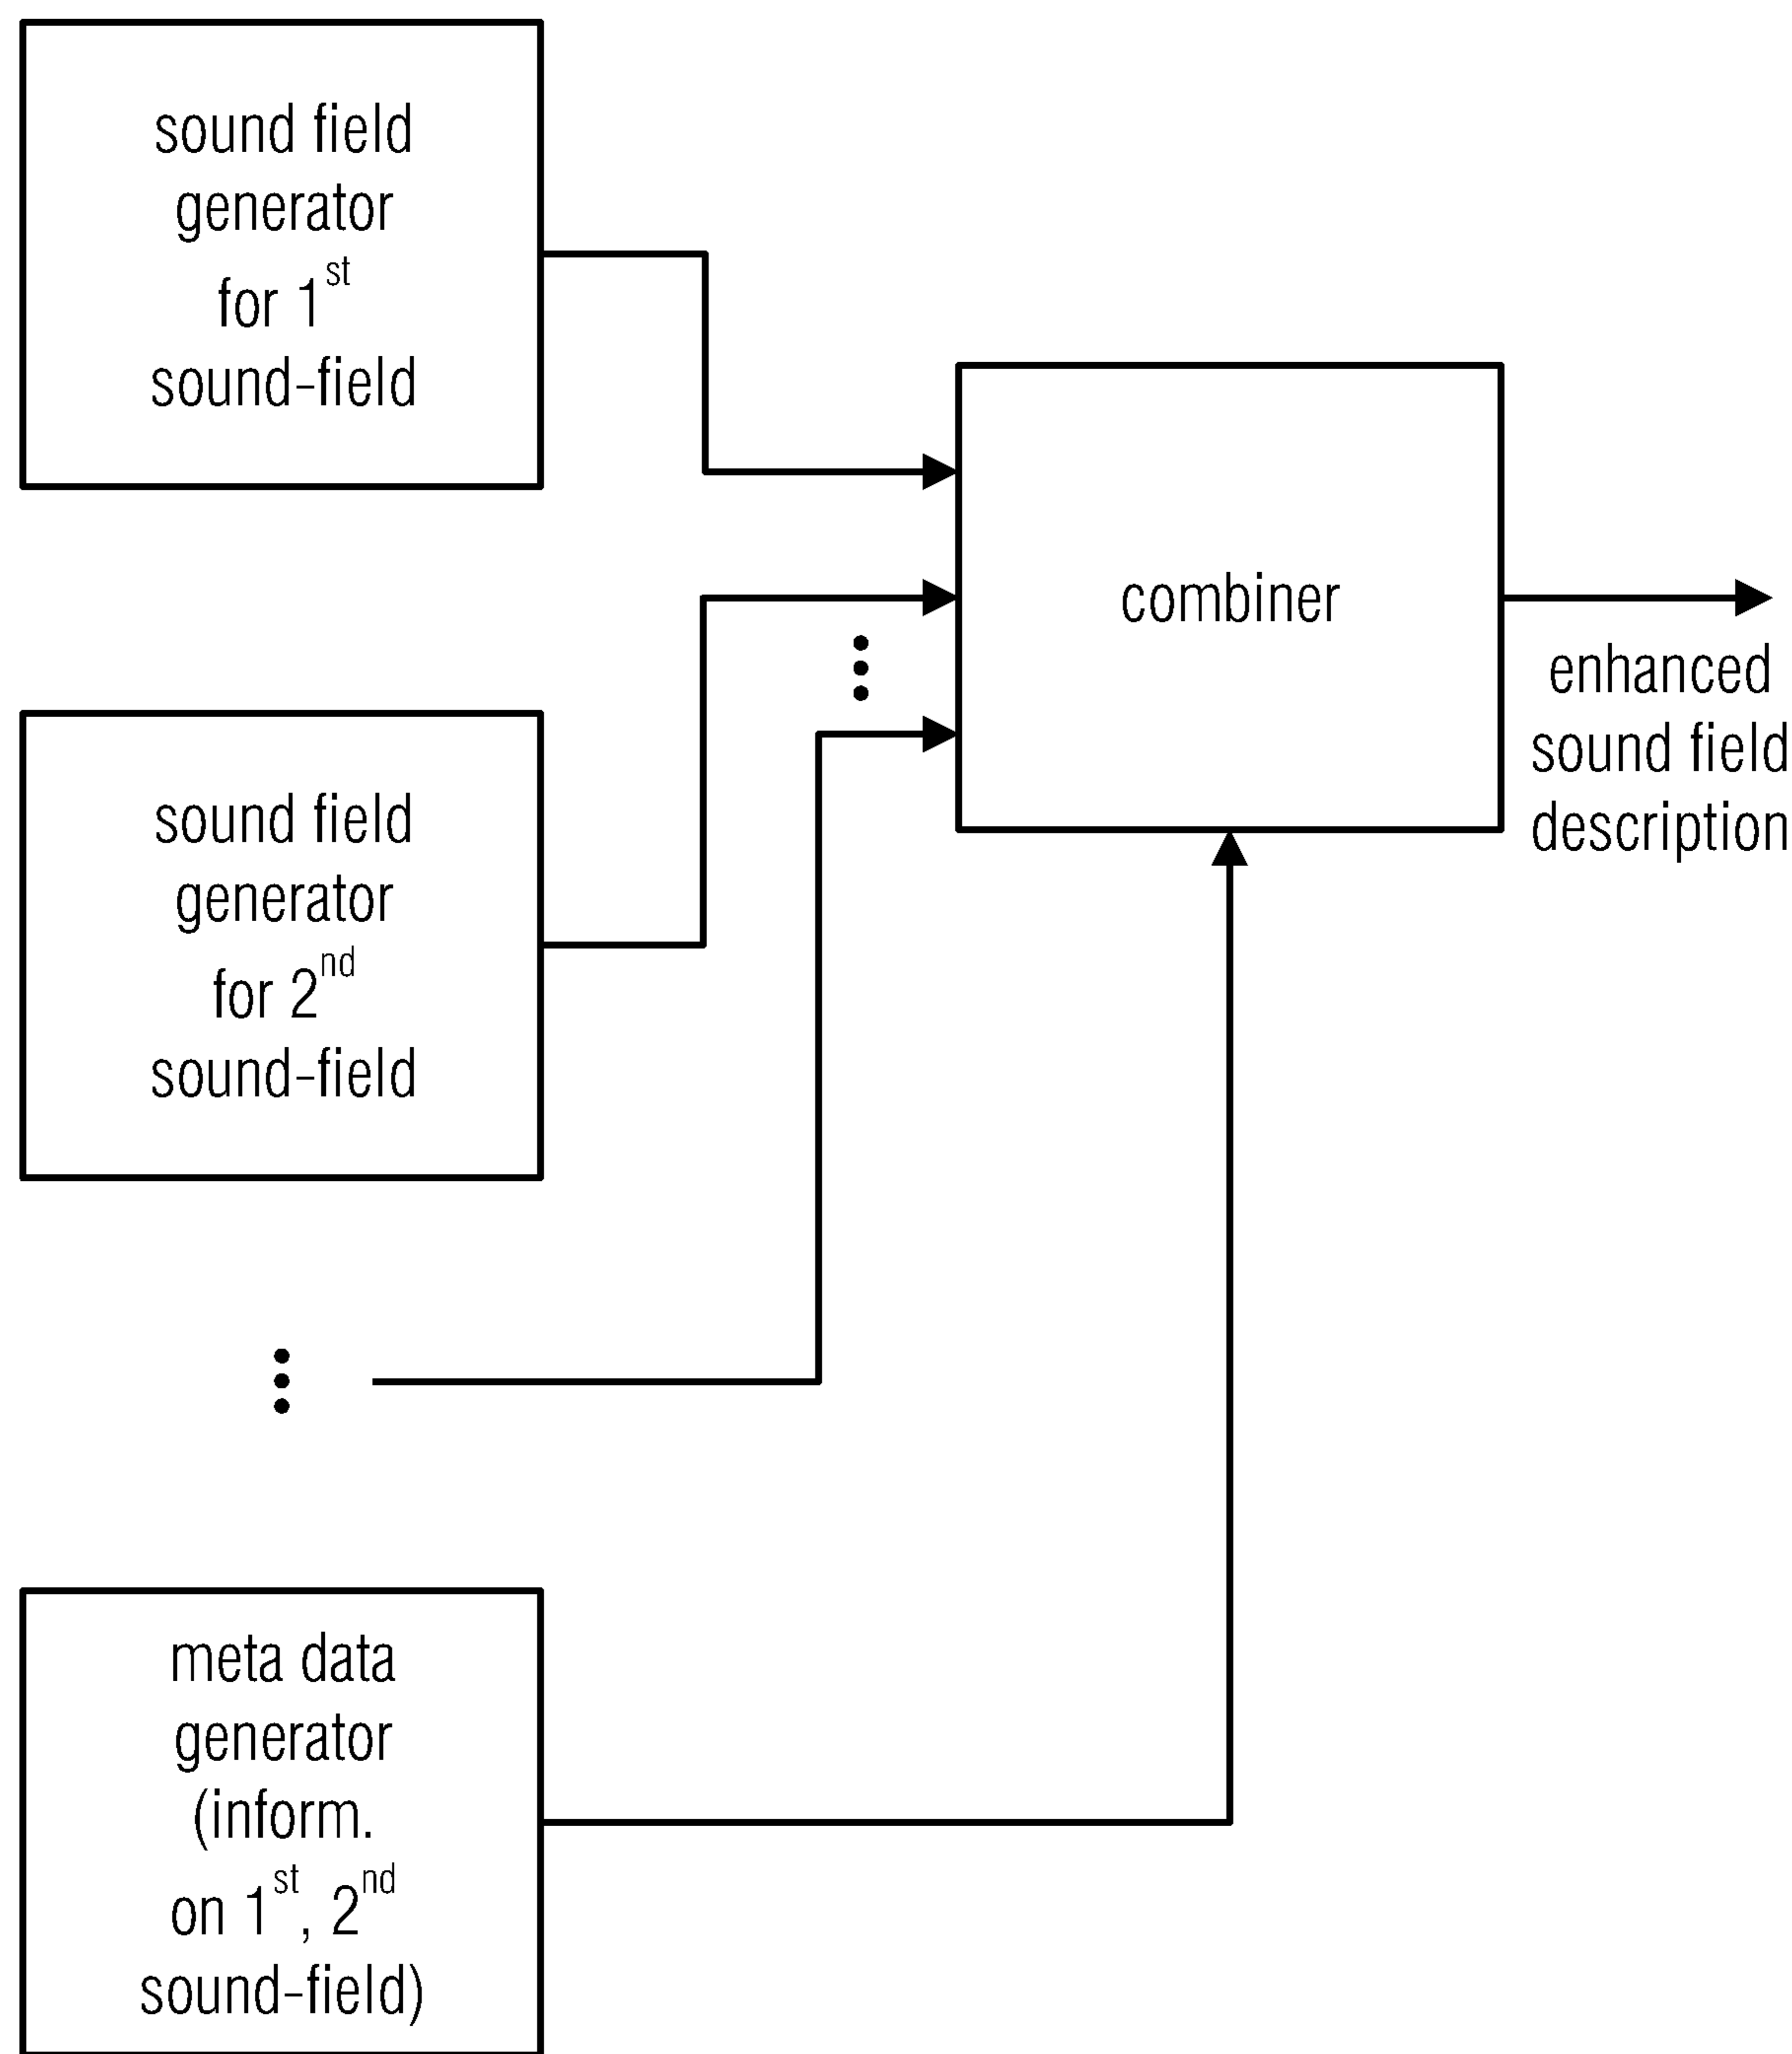 sound field
generator
for 1st
sound-field
combiner
enhanced
sound field
description
sound field
generator
for 2nd
sound-field
meta data
generator
(inform.
on 1st, 2nd
sound-field)